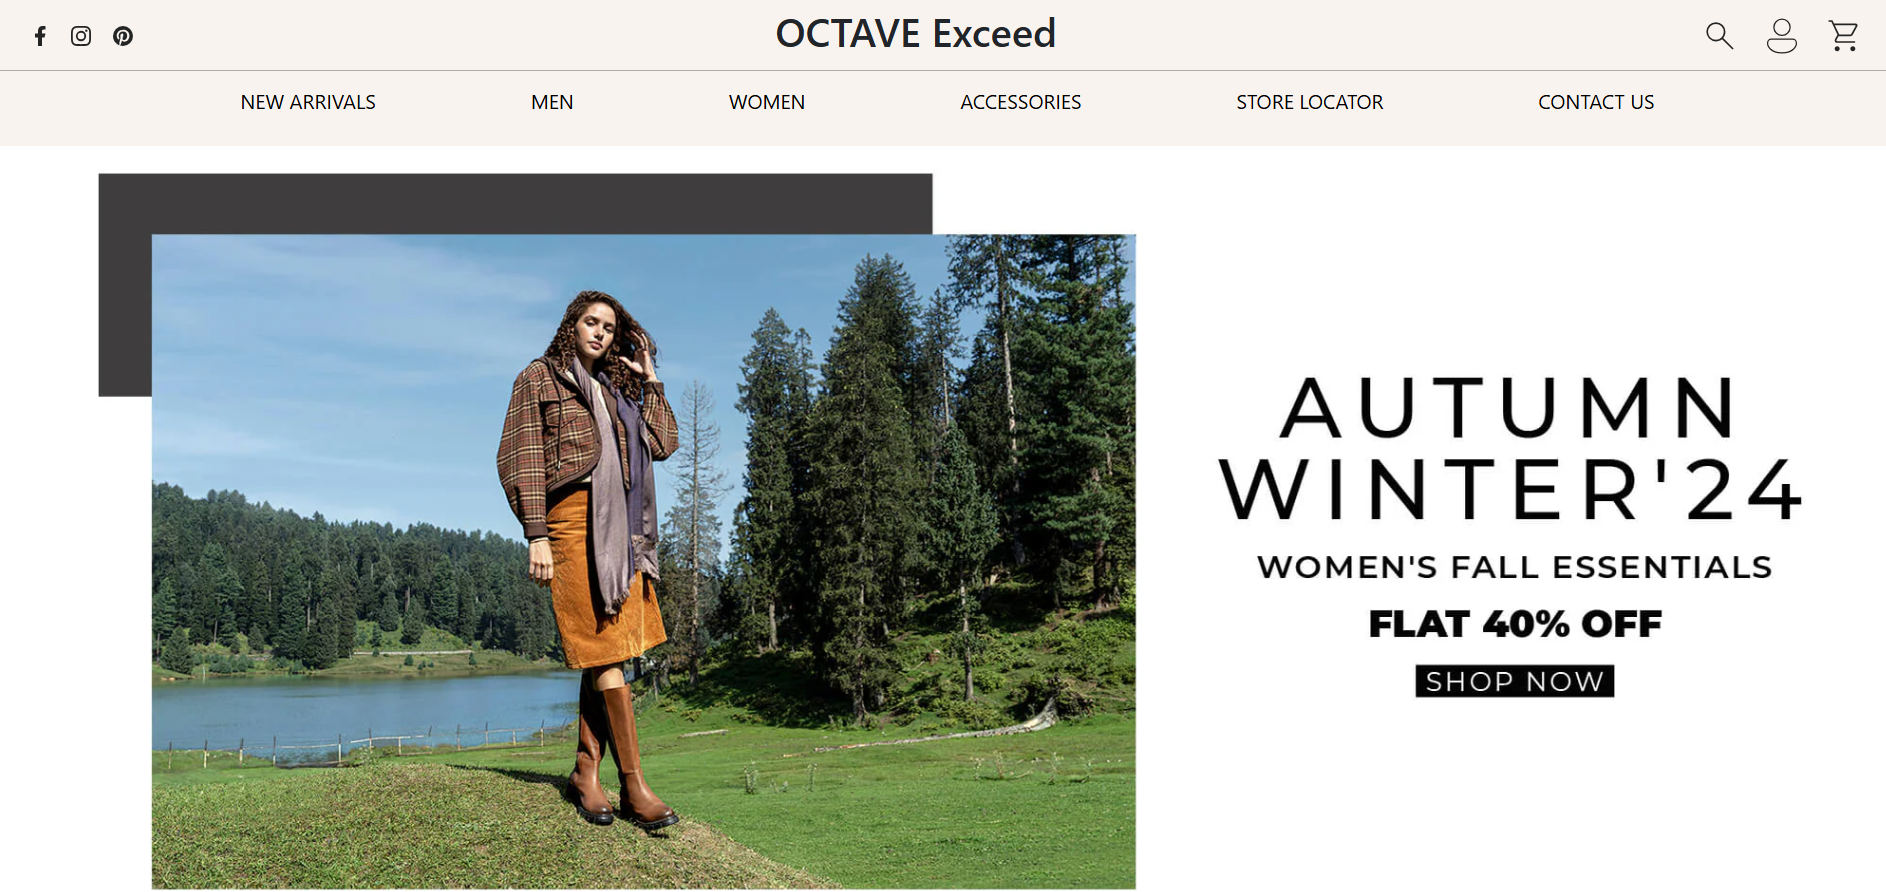 OCTAVE Exceed
NEW ARRIVALS MEN WOMEN ACCESSORIES STORE LOCATOR CONTACT US
AUTUMN
WINTER'24
WOMEN'S FALL ESSENTIALS
FLAT 40% OFF
SHOP NOW